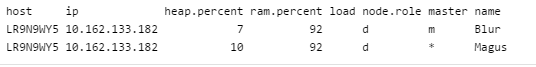 host ip heap.percent ram.percent load node.role master name
LR9N9WY5 10.162.133.182 7 92 d m Blur
LR9N9WY5 10.162.133.182 10 92 d * Magus